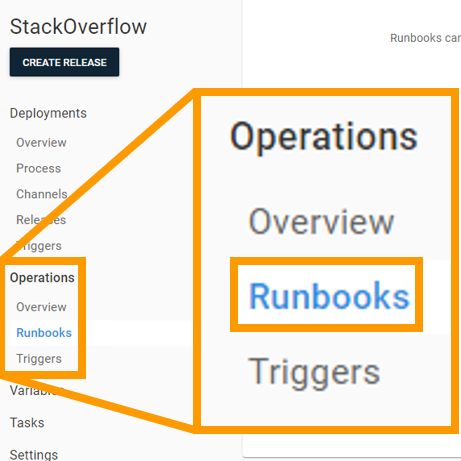 StackOverflow
CREATE RELEASE
Runbooks can
Deployments
Overview
Process
Channels
Releases
Triggers
Operations
Overview
Runbooks
Triggers
Variables
Tasks
Settings
Operations
Overview
Runbooks
Triggers